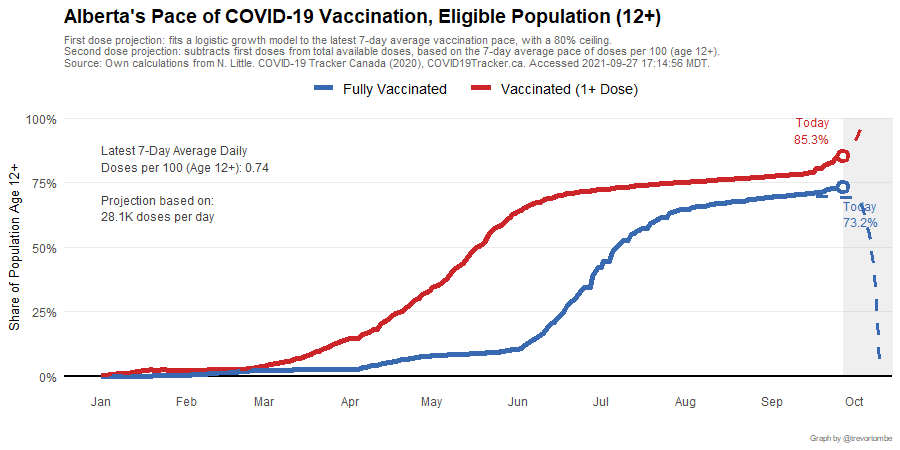 Alberta's Pace of COVID-19 Vaccination, Eligible Population (12+)
First dose projection: fits a logistic growth model to the latest 7-day average vaccination pace, with a 80% ceiling.
Second dose projection: subtracts first doses from total available doses, based on the 7-day average pace of doses per 100 (age 12+).
Source: Own calculations from N. Little. COVID-19 Tracker Canada (2020), COVID19Tracker.ca. Accessed 2021-09-27 17:14:56 MDT.
Fully Vaccinated
Vaccinated (1+ Dose)
Share of Population Age 12+
100%
75%
50%
25%
0%
Latest 7-Day Average Daily
Doses per 100 (Age 12+): 0.74
Projection based on:
28.1K doses per day
Today
85.3%
Today
73.2%
Jan
Feb
Mar
Apr
May
Jun
Jul
Aug
Sep
Oct
Graph by @trevortombe